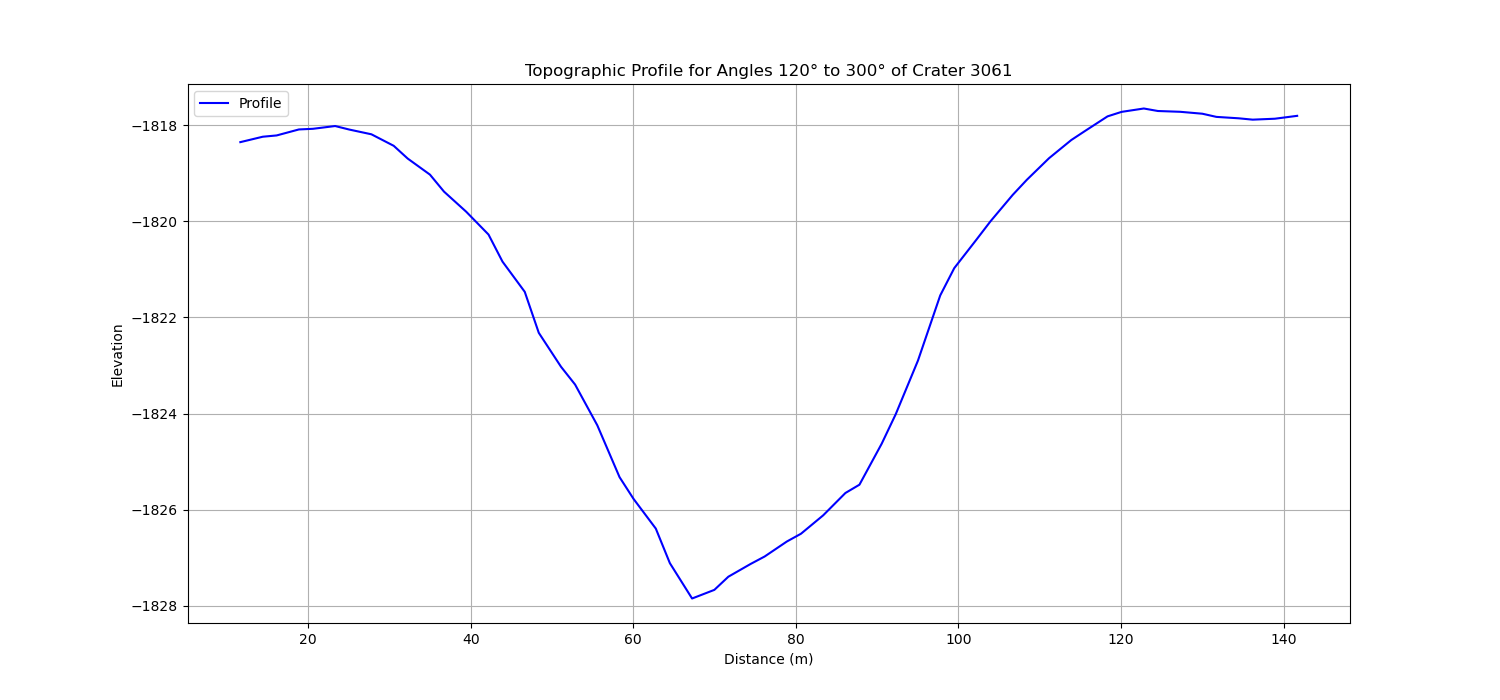 Topographic Profile for Angles 120° to 300° of Crater 3061
Profile
−1818
−1820
−1822
−1824
−1826
−1828
Elevation
20 40 60 80 100 120 140
Distance (m)